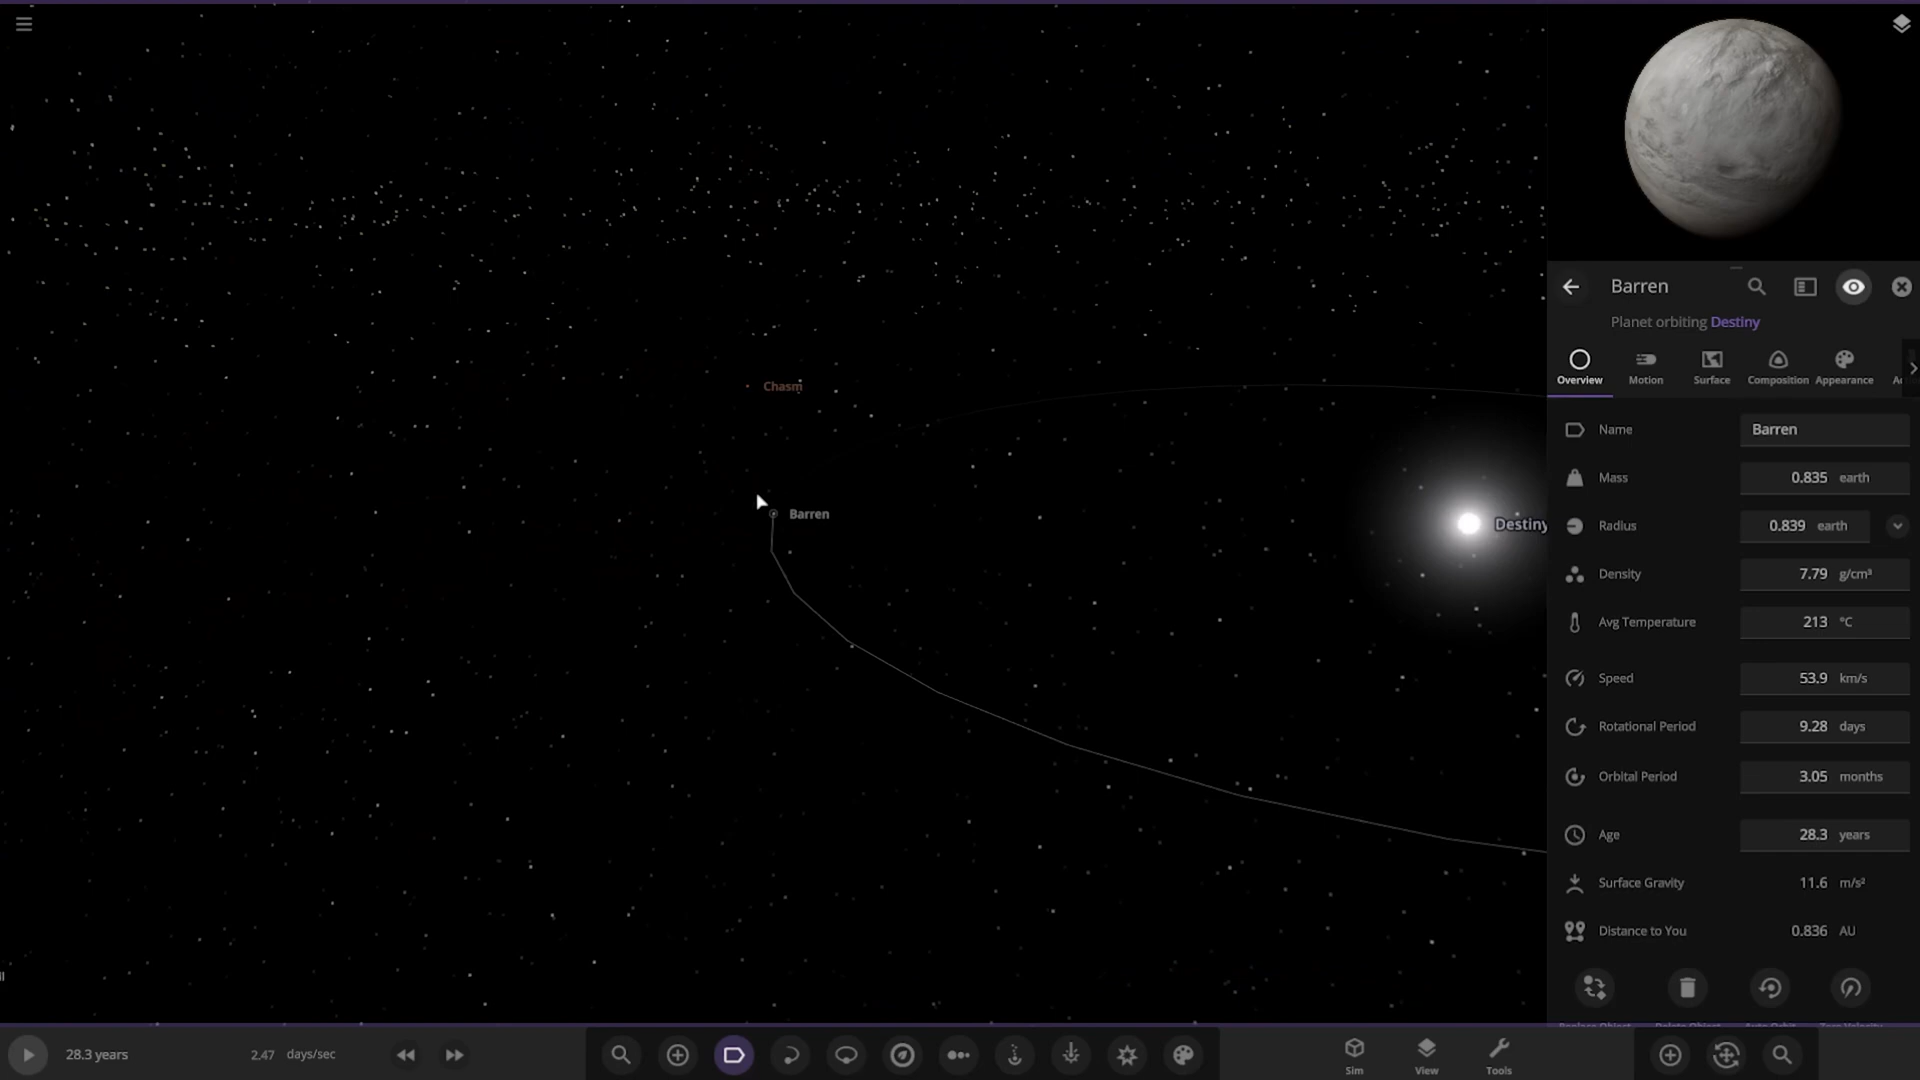 Chasm
Barren
Destiny
Barren
Planet orbiting Destiny
Overview
Motion
Surface
Composition
Appearance
Name Barren
Mass 0.835 earth
Radius 0.839 earth
Density 7.79 g/cm³
Avg Temperature 213 °C
Speed 53.9 km/s
Rotational Period 9.28 days
Orbital Period 3.05 months
Age 28.3 years
Surface Gravity 11.6 m/s²
Distance to You 0.836 AU
28.3 years
2.47 days/sec
Sim
View
Tools